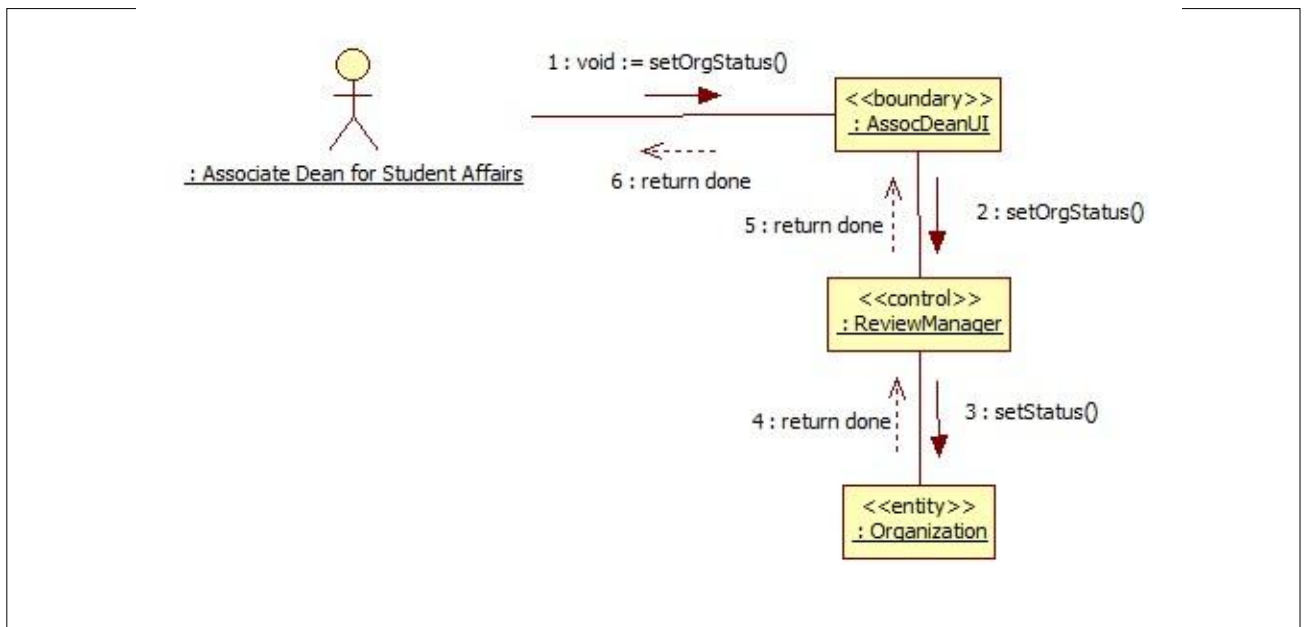 1 : void := setOrgStatus()
<<boundary>>
: AssocDeanUI
: Associate Dean for Student Affairs
6 : return done
2 : setOrgStatus()
5 : return done
<<control>>
: ReviewManager
3 : setStatus()
4 : return done
<<entity>>
: Organization